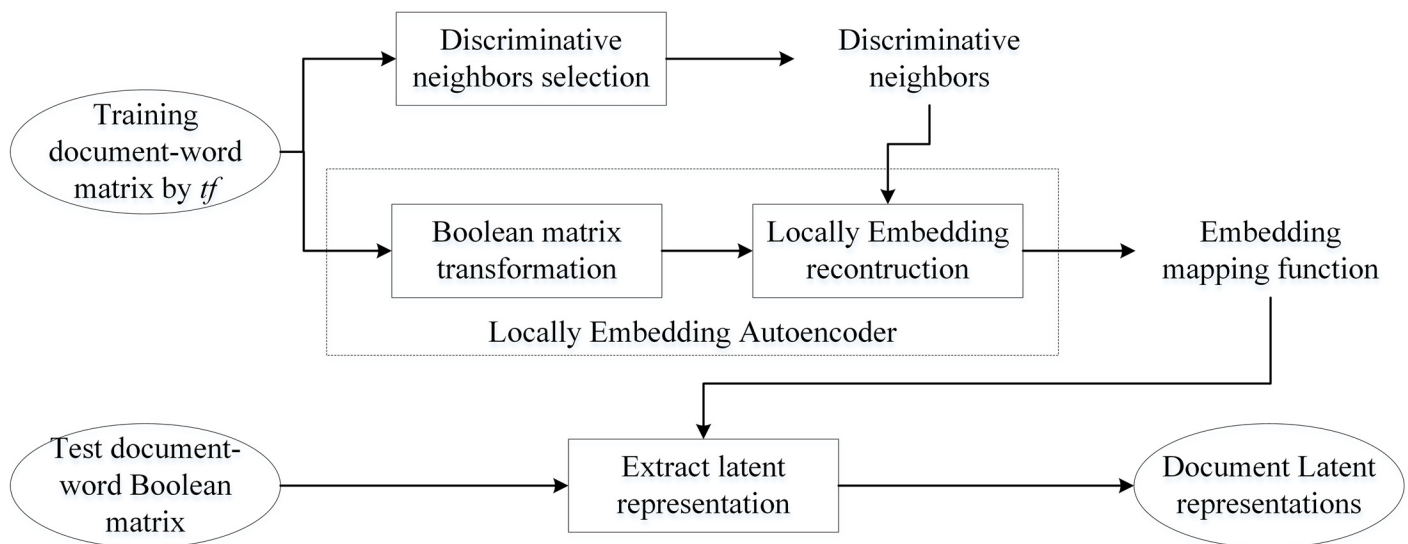 Discriminative
neighbors selection
Discriminative
neighbors
Training
document-word
matrix by tf
Boolean matrix
transformation
Locally Embedding
recontruction
Embedding
mapping function
Locally Embedding Autoencoder
Test document-
word Boolean
matrix
Extract latent
representation
Document Latent
representations